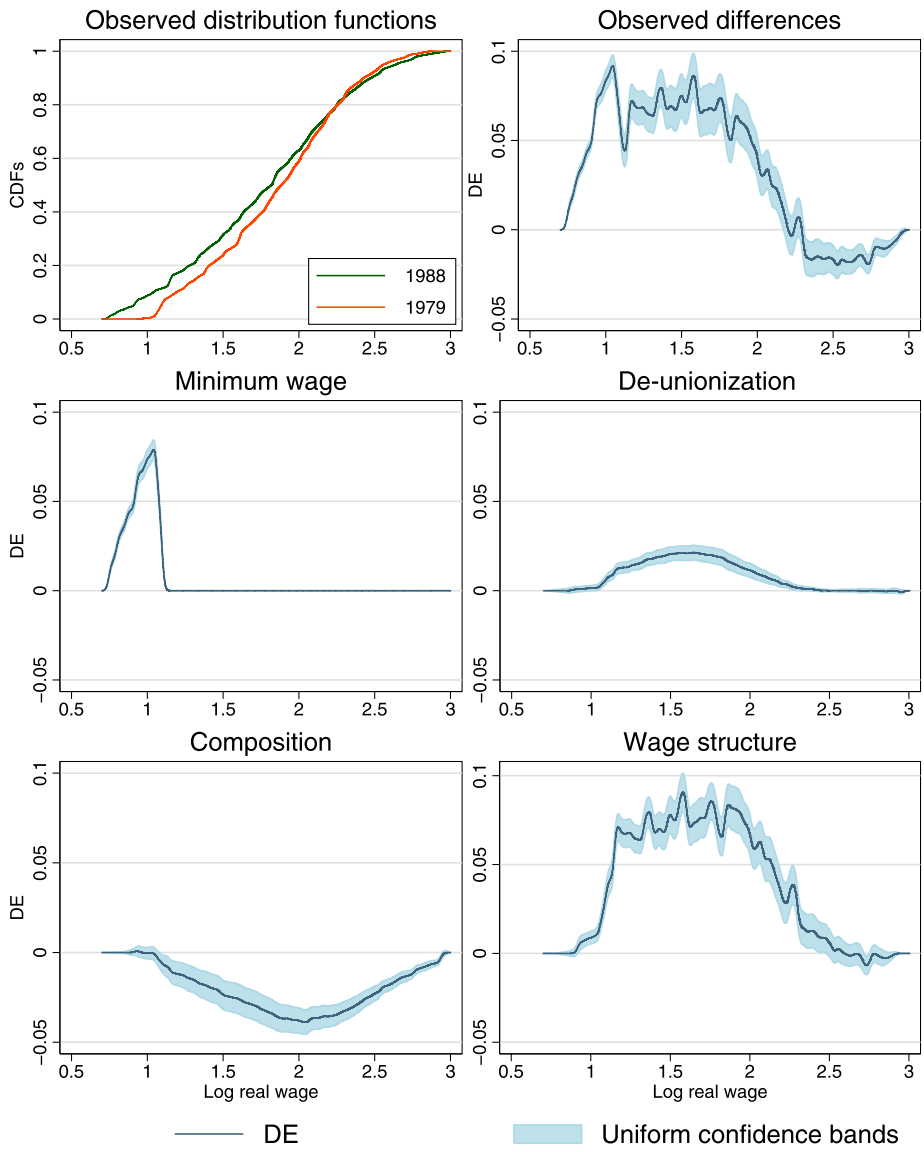 Observed distribution functions
CDFs
1
0.8
0.6
0.4
0.2
0
1988
1979
0.5 1 1.5 2 2.5 3
Observed differences
DE
0.1
0.05
0
−0.05
0.5 1 1.5 2 2.5 3
Minimum wage
DE
0.1
0.05
0
−0.05
0.5 1 1.5 2 2.5 3
De-unionization
0.1
0.05
0
−0.05
0.5 1 1.5 2 2.5 3
Composition
DE
0.1
0.05
0
−0.05
0.5 1 1.5 2 2.5 3
Log real wage
Wage structure
0.1
0.05
0
−0.05
0.5 1 1.5 2 2.5 3
Log real wage
DE
Uniform confidence bands